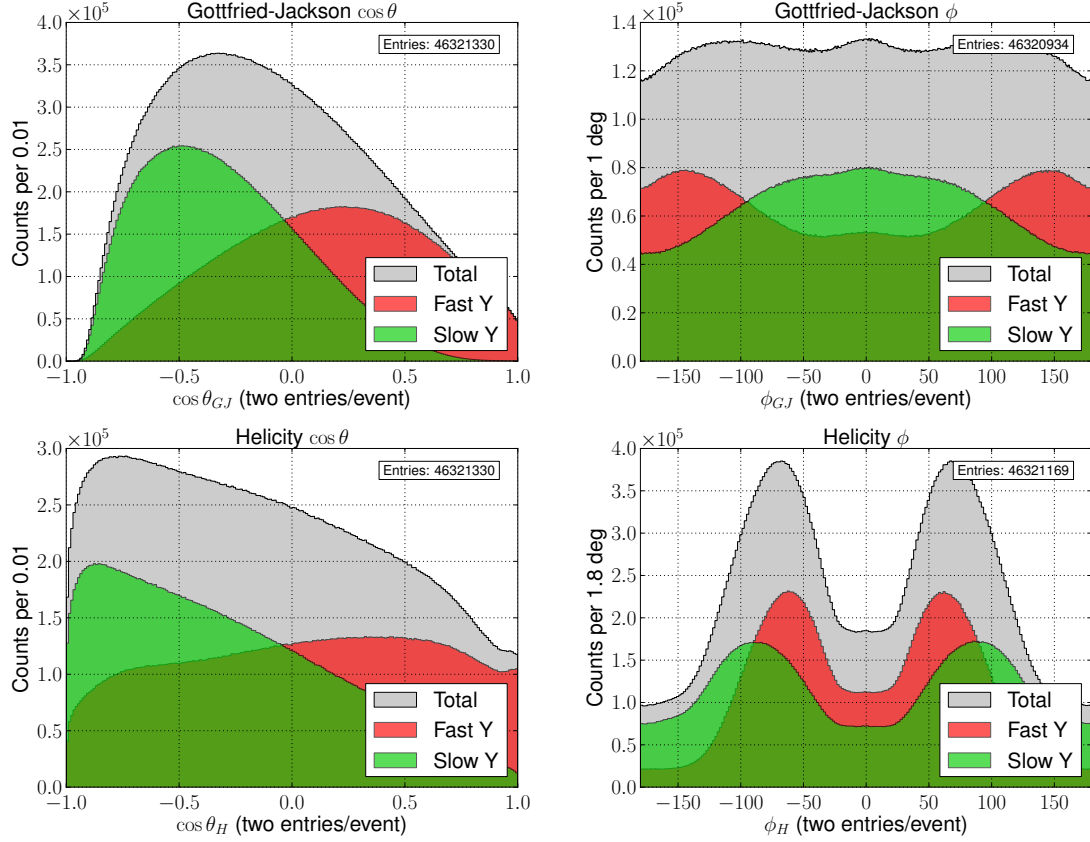 Gottfried-Jackson cos θ
×10⁵
Entries: 46321330
4.0
3.5
3.0
2.5
2.0
1.5
1.0
0.5
0.0
Counts per 0.01
Total
Fast Y
Slow Y
−1.0 −0.5 0.0 0.5 1.0
cos θ_GJ (two entries/event)
Gottfried-Jackson ϕ
×10⁵
Entries: 46320934
1.4
1.2
1.0
0.8
0.6
0.4
0.2
0.0
Counts per 1 deg
Total
Fast Y
Slow Y
−150 −100 −50 0 50 100 150
ϕ_GJ (two entries/event)
Helicity cos θ
×10⁵
Entries: 46321330
3.0
2.5
2.0
1.5
1.0
0.5
0.0
Counts per 0.01
Total
Fast Y
Slow Y
−1.0 −0.5 0.0 0.5 1.0
cos θ_H (two entries/event)
Helicity ϕ
×10⁵
Entries: 46321169
4.0
3.5
3.0
2.5
2.0
1.5
1.0
0.5
0.0
Counts per 1.8 deg
Total
Fast Y
Slow Y
−150 −100 −50 0 50 100 150
ϕ_H (two entries/event)